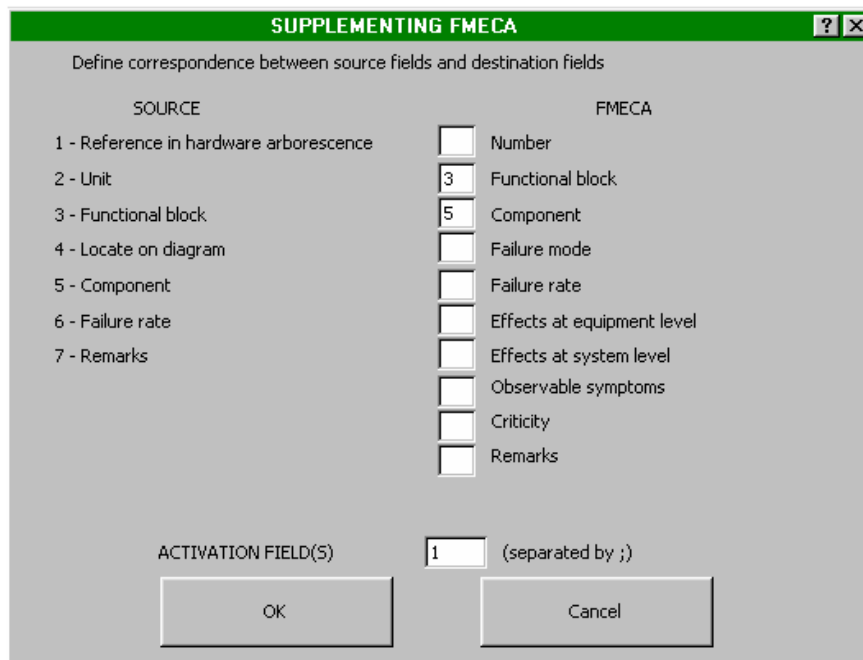 SUPPLEMENTING FMECA
Define correspondence between source fields and destination fields
SOURCE
1 - Reference in hardware arborescence
2 - Unit
3 - Functional block
4 - Locate on diagram
5 - Component
6 - Failure rate
7 - Remarks
FMECA
Number
3 Functional block
5 Component
Failure mode
Failure rate
Effects at equipment level
Effects at system level
Observable symptoms
Criticity
Remarks
ACTIVATION FIELD(S) 1 (separated by ;)
OK Cancel